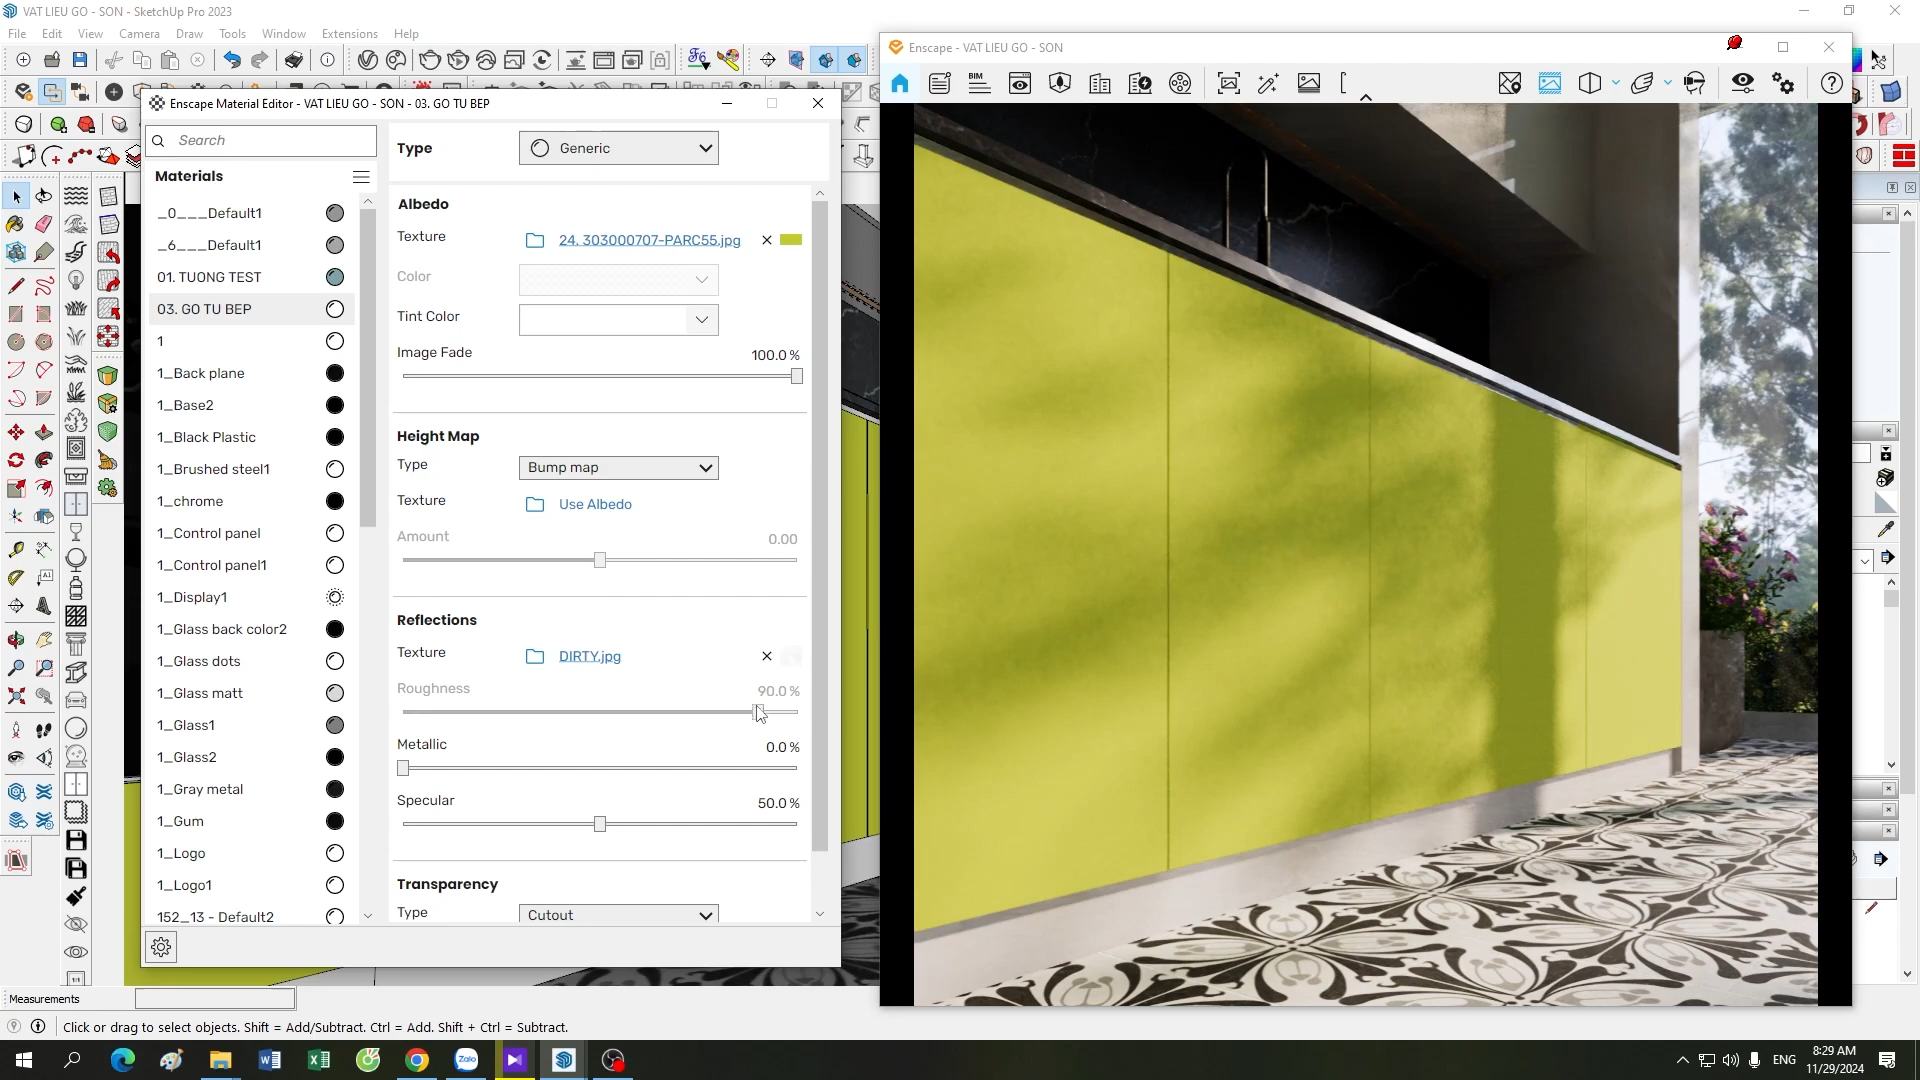 VAT LIEU GO - SON - SketchUp Pro 2023
File Edit View Camera Draw Tools Window Extensions Help
Enscape - VAT LIEU GO - SON
BIM
Enscape Material Editor - VAT LIEU GO - SON - 03. GO TU BEP
Search
Type
Generic
Materials
_0___Default1
_6___Default1
01. TUONG TEST
03. GO TU BEP
1
1_Back plane
1_Base2
1_Black Plastic
1_Brushed steel1
1_chrome
1_Control panel
1_Control panel1
1_Display1
1_Glass back color2
1_Glass dots
1_Glass matt
1_Glass1
1_Glass2
1_Gray metal
1_Gum
1_Logo
1_Logo1
152_13 - Default2
Albedo
Texture
24. 303000707-PARC55.jpg
Color
Tint Color
Image Fade
100.0 %
Height Map
Type
Bump map
Texture
Use Albedo
Amount
0.00
Reflections
Texture
DIRTY.jpg
Roughness
90.0 %
Metallic
0.0 %
Specular
50.0 %
Transparency
Type
Cutout
Measurements
Click or drag to select objects. Shift = Add/Subtract. Ctrl = Add. Shift + Ctrl = Subtract.
Zalo
ENG
8:29 AM
11/29/2024